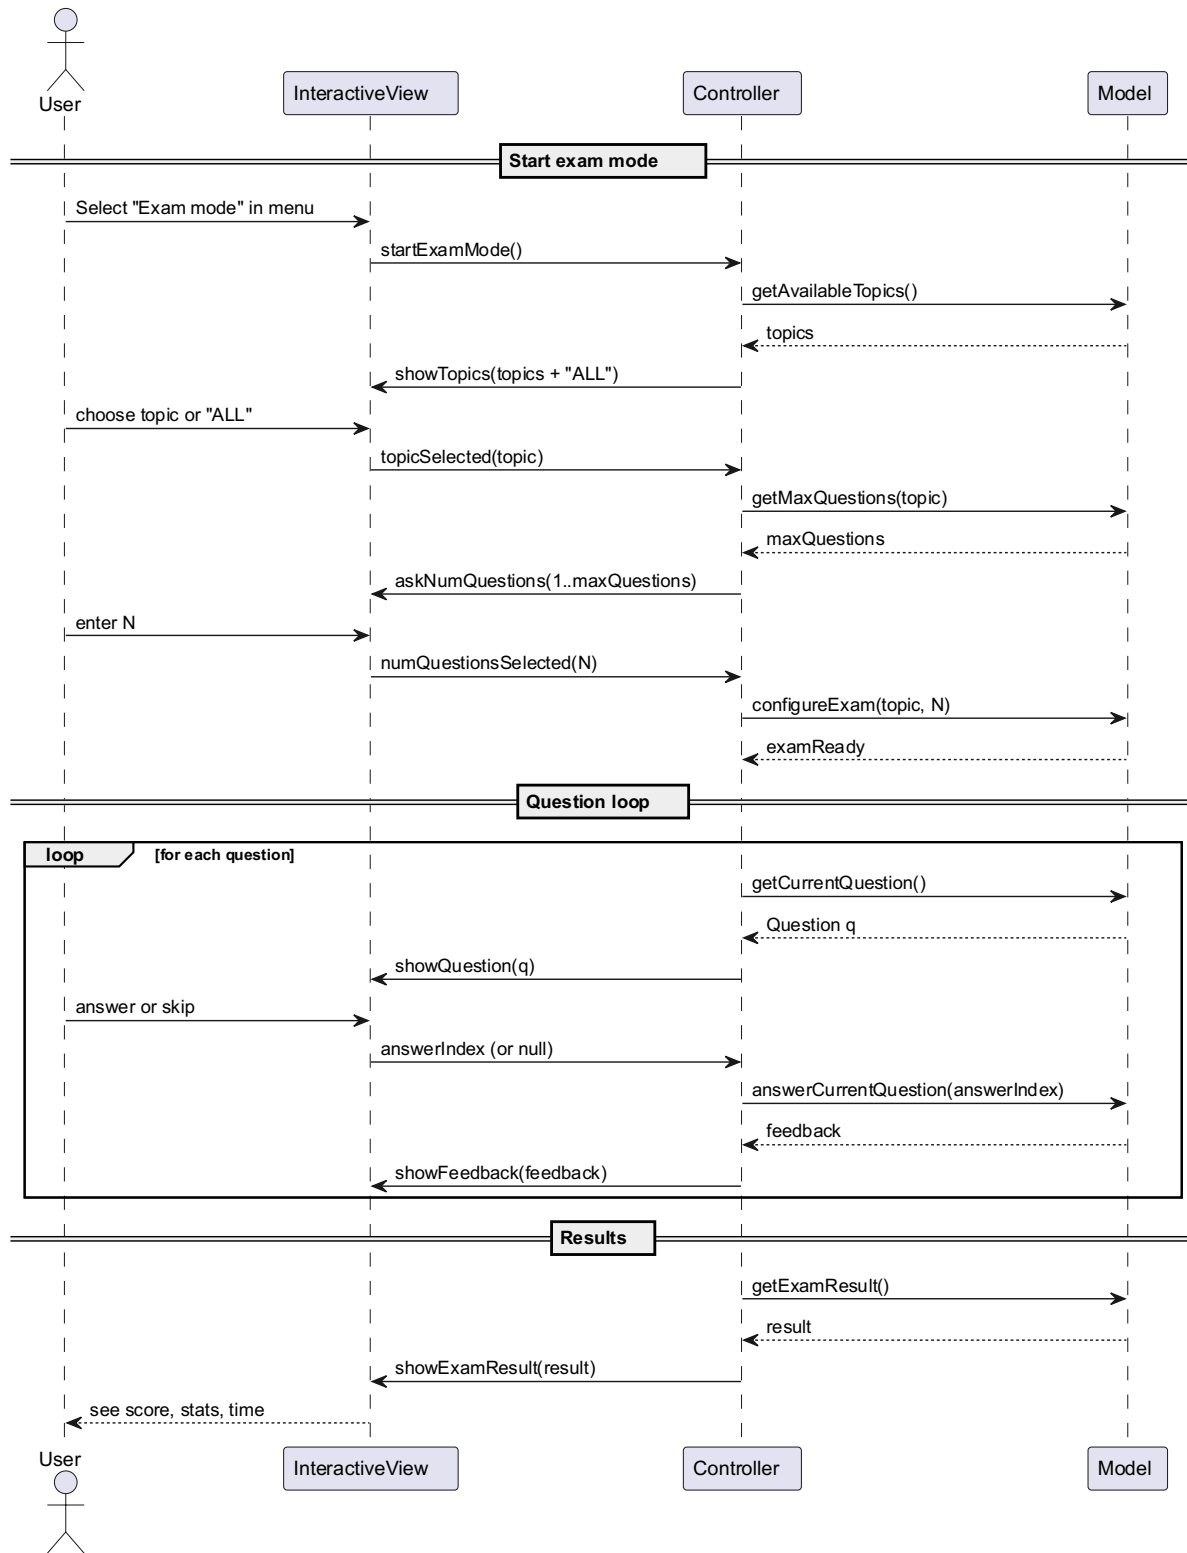 User
InteractiveView
Controller
Model
Start exam mode
Select "Exam mode" in menu
startExamMode()
getAvailableTopics()
topics
showTopics(topics + "ALL")
choose topic or "ALL"
topicSelected(topic)
getMaxQuestions(topic)
maxQuestions
askNumQuestions(1..maxQuestions)
enter N
numQuestionsSelected(N)
configureExam(topic, N)
examReady
Question loop
loop [for each question]
getCurrentQuestion()
Question q
showQuestion(q)
answer or skip
answerIndex (or null)
answerCurrentQuestion(answerIndex)
feedback
showFeedback(feedback)
Results
getExamResult()
result
showExamResult(result)
see score, stats, time
User
InteractiveView
Controller
Model